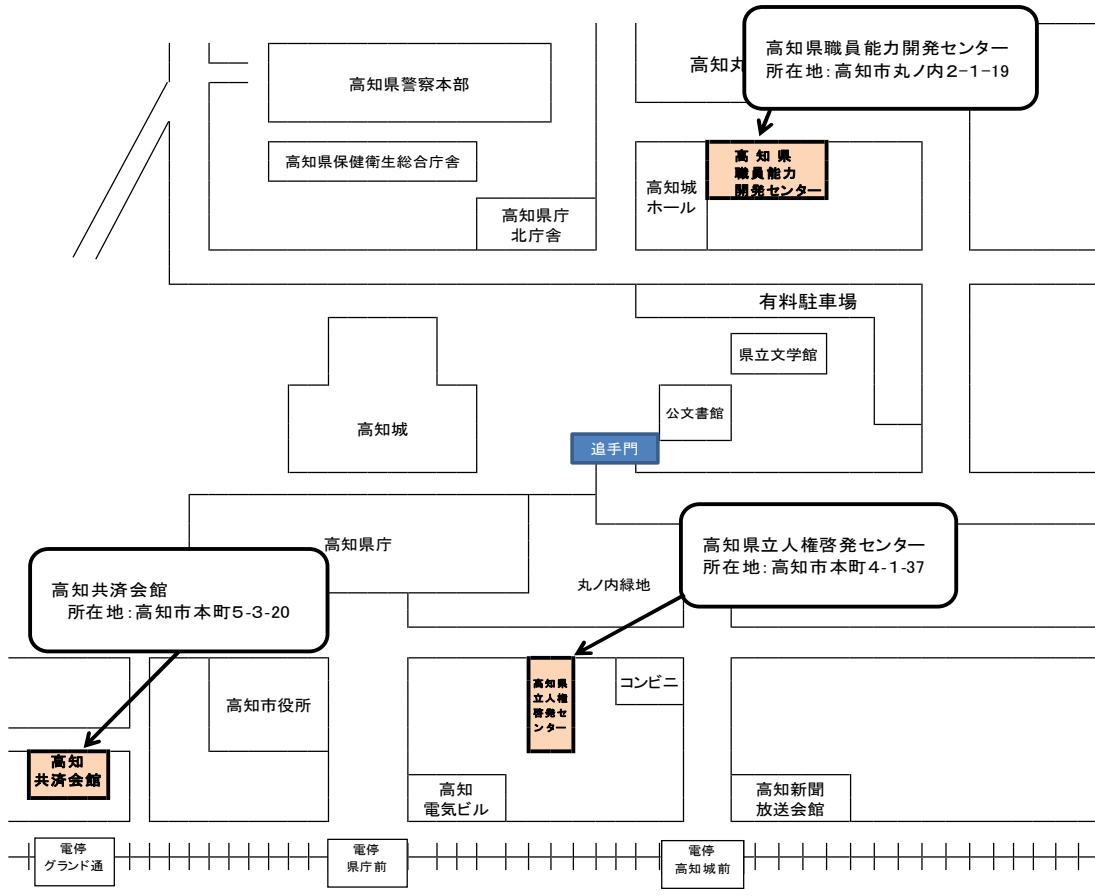 高知県職員能力開発センター
所在地：高知市丸ノ内2-1-19
高知丸
高知県警察本部
高知県保健衛生総合庁舎
高知県庁
北庁舎
高知城
ホール
高 知 県
職員能力
開発センター
有料駐車場
県立文学館
公文書館
追手門
高知城
高知県庁
高知県立人権啓発センター
所在地：高知市本町4-1-37
丸ノ内緑地
高知共済会館
所在地：高知市本町5-3-20
高知市役所
高知県
立人権
啓発セ
ンター
コンビニ
高知
共済会館
高知
電気ビル
高知新聞
放送会館
電停
グランド通
電停
県庁前
電停
高知城前